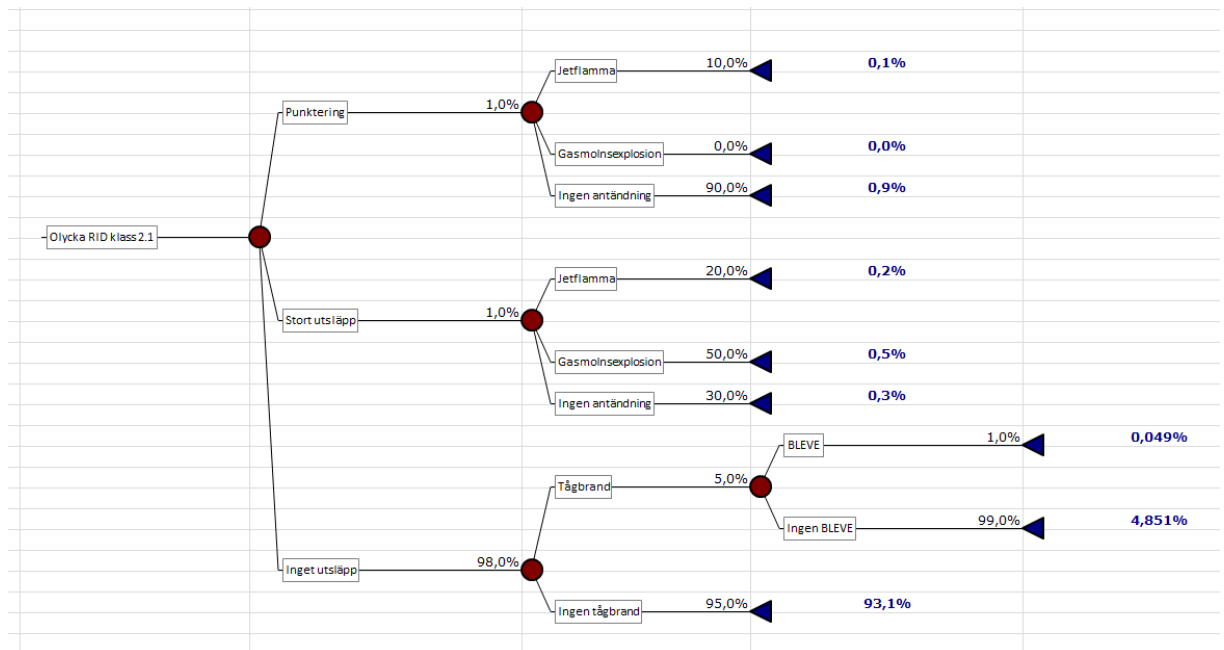 Jetflamma 10,0% 0,1%
Punktering 1,0%
Gasmolnsexplosion 0,0% 0,0%
Ingen antändning 90,0% 0,9%
Olycka RID klass 2.1
Jetflamma 20,0% 0,2%
Stort utsläpp 1,0%
Gasmolnsexplosion 50,0% 0,5%
Ingen antändning 30,0% 0,3%
BLEVE 1,0% 0,049%
Tågbrand 5,0%
Ingen BLEVE 99,0% 4,851%
Inget utsläpp 98,0%
Ingen tågbrand 95,0% 93,1%